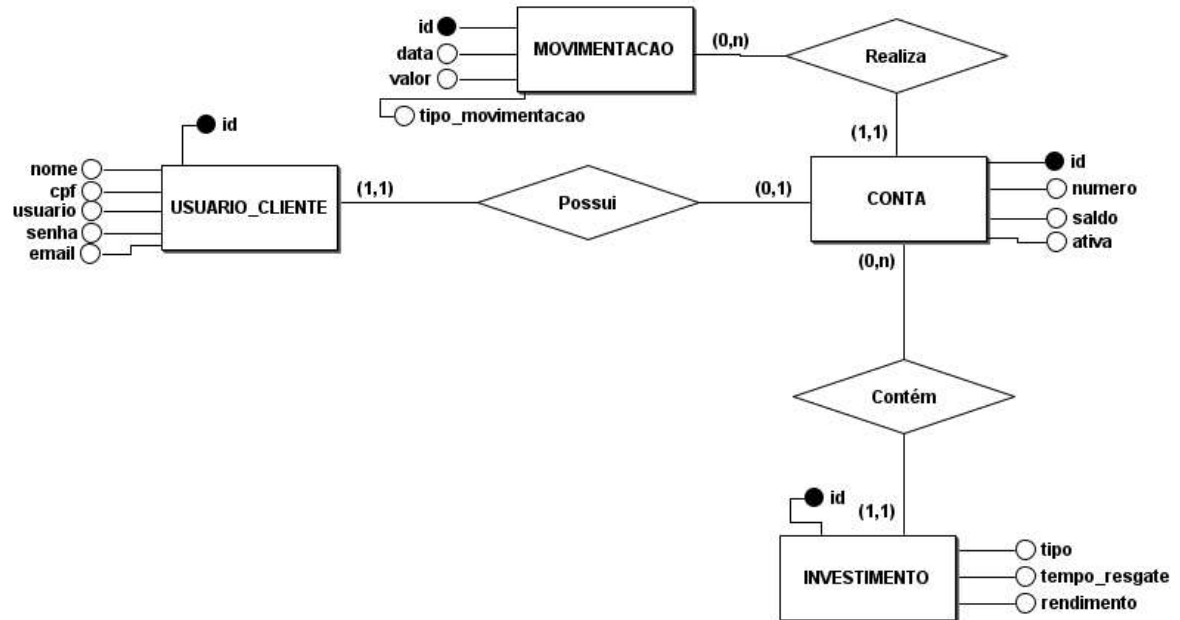 id
data
valor
tipo_movimentacao
MOVIMENTACAO
(0,n)
Realiza
(1,1)
id
nome
cpf
usuario
senha
email
USUARIO_CLIENTE
(1,1)
Possui
(0,1)
CONTA
id
numero
saldo
ativa
(0,n)
Contém
(1,1)
id
INVESTIMENTO
tipo
tempo_resgate
rendimento